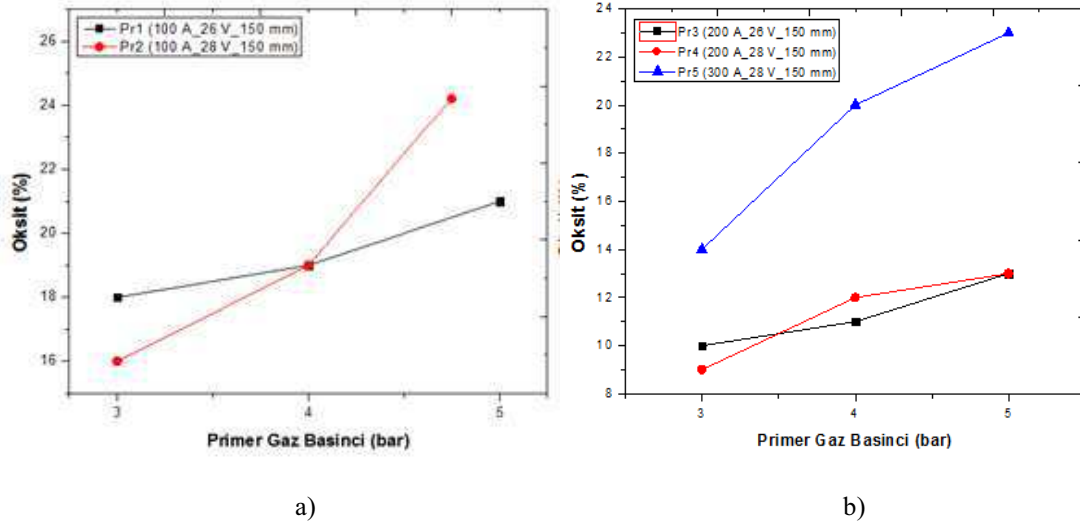 Pr1 (100 A_26 V_150 mm)
Pr2 (100 A_28 V_150 mm)
26
24
22
20
18
16
Oksit (%)
3
4
5
Primer Gaz Basinci (bar)
a)
Pr3 (200 A_26 V_150 mm)
Pr4 (200 A_28 V_150 mm)
Pr5 (300 A_28 V_150 mm)
24
22
20
18
16
14
12
10
8
Oksit (%)
3
4
5
Primer Gaz Basinci (bar)
b)